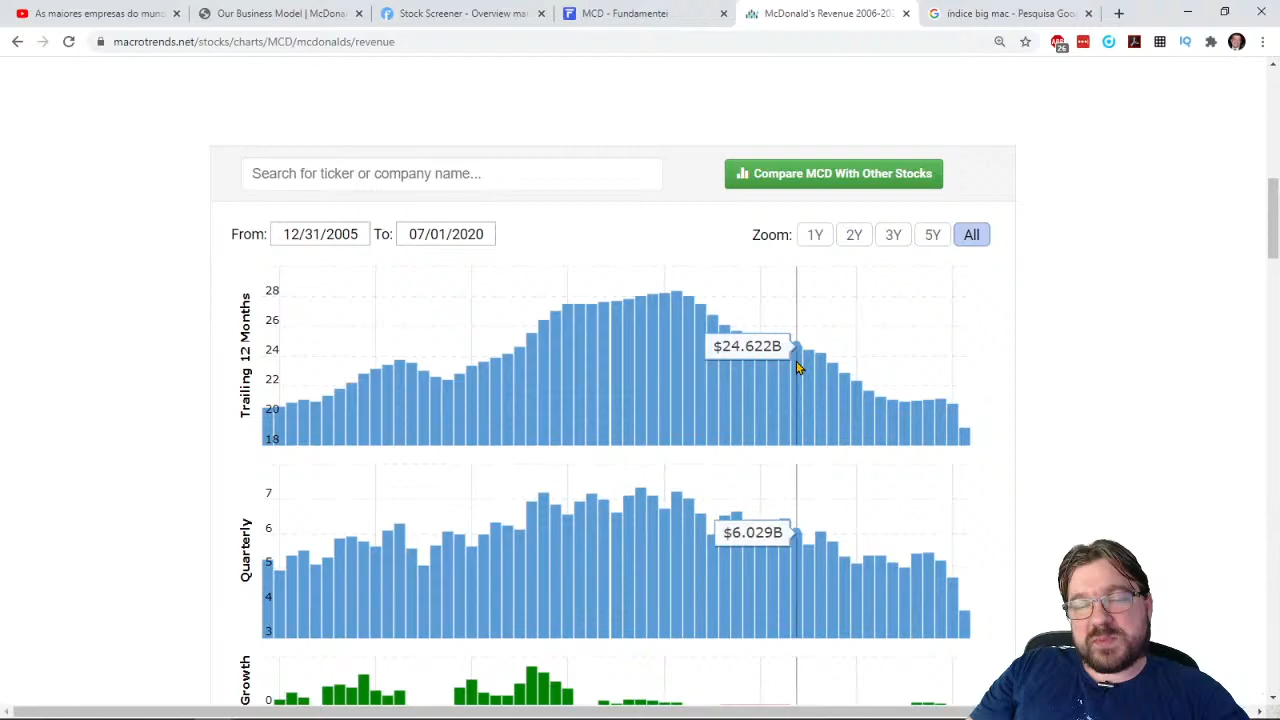 As maiores empresas do mun
Our Business Model | McDona
Stock Screener - Overview ma
MCD - Fundamentei
McDonald's Revenue 2006-20
índice big mac - Pesquisa Goo
macrotrends.net/stocks/charts/MCD/mcdonalds/revenue
ABP
26
IQ
Search for ticker or company name...
Compare MCD With Other Stocks
From: 12/31/2005 To: 07/01/2020
Zoom: 1Y 2Y 3Y 5Y All
Trailing 12 Months
28
26
24
22
20
18
$24.622B
Quarterly
7
6
5
4
3
$6.029B
Growth
0